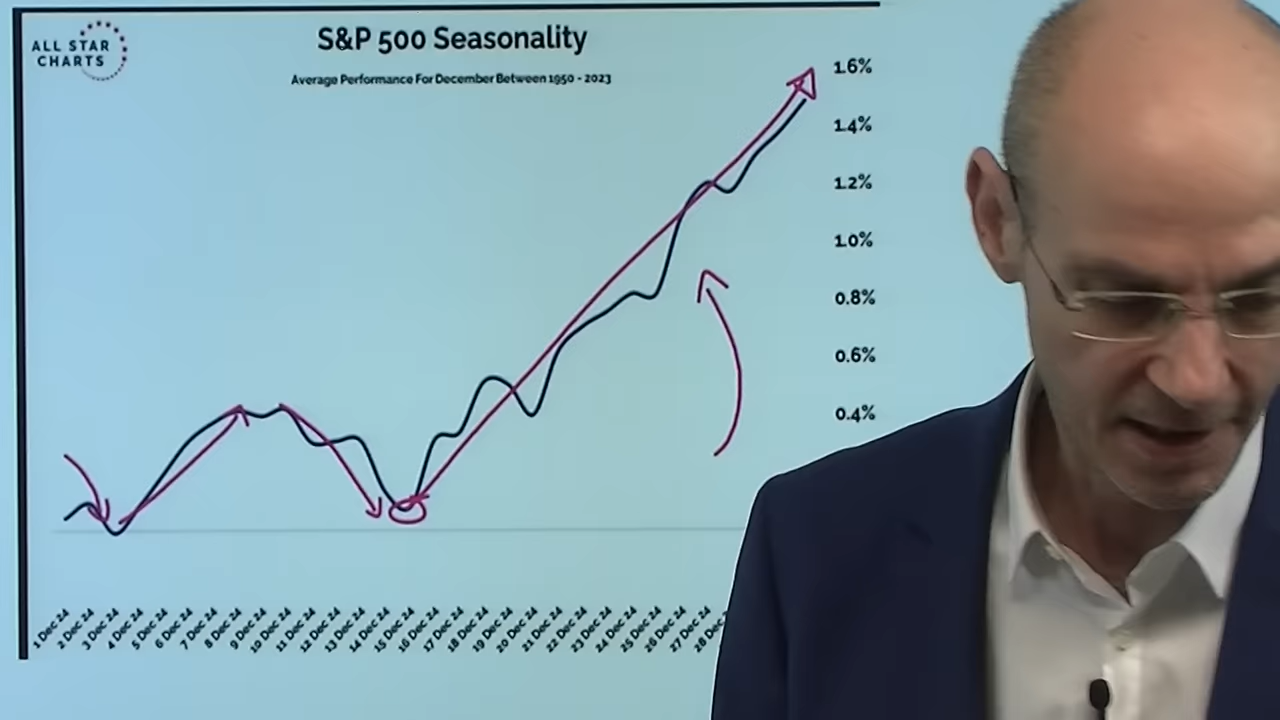 ALL STAR
CHARTS
S&P 500 Seasonality
Average Performance For December Between 1950 - 2023
1.6%
1.4%
1.2%
1.0%
0.8%
0.6%
0.4%
1 Dec 24
2 Dec 24
3 Dec 24
4 Dec 24
5 Dec 24
6 Dec 24
7 Dec 24
8 Dec 24
9 Dec 24
10 Dec 24
11 Dec 24
12 Dec 24
13 Dec 24
14 Dec 24
15 Dec 24
16 Dec 24
17 Dec 24
18 Dec 24
19 Dec 24
20 Dec 24
21 Dec 24
22 Dec 24
23 Dec 24
24 Dec 24
25 Dec 24
26 Dec 24
27 Dec 24
28 Dec